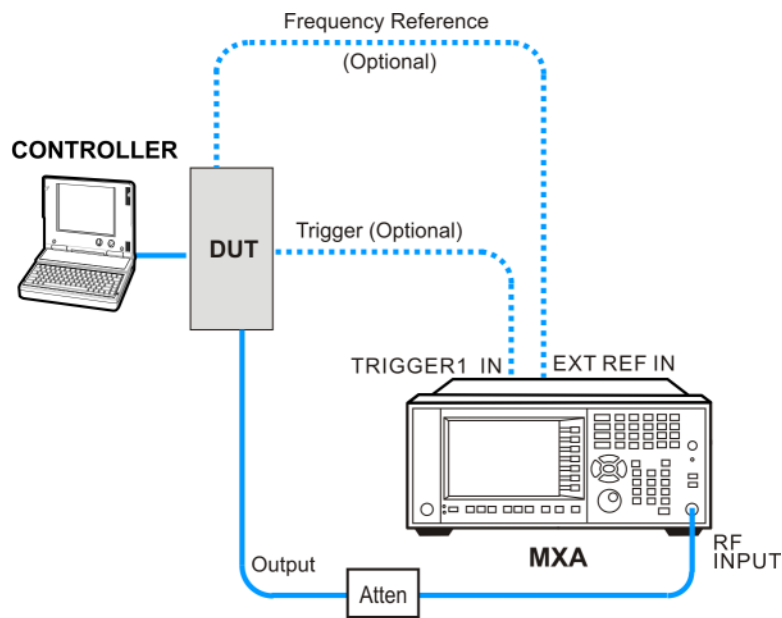 Frequency Reference
(Optional)
CONTROLLER
DUT
Trigger (Optional)
TRIGGER1 IN
EXT REF IN
MXA
RF
INPUT
Output
Atten